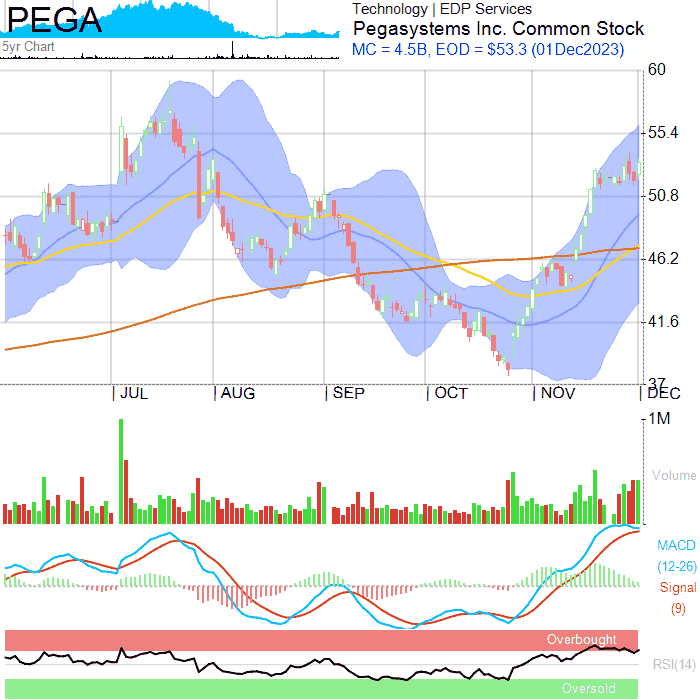 PEGA
5yr Chart
Technology | EDP Services
Pegasystems Inc. Common Stock
MC = 4.5B, EOD = $53.3 (01Dec2023)
60
55.4
50.8
46.2
41.6
37
JUL AUG SEP OCT NOV DEC
1M
Volume
MACD
(12-26)
Signal
(9)
Overbought
RSI(14)
Oversold